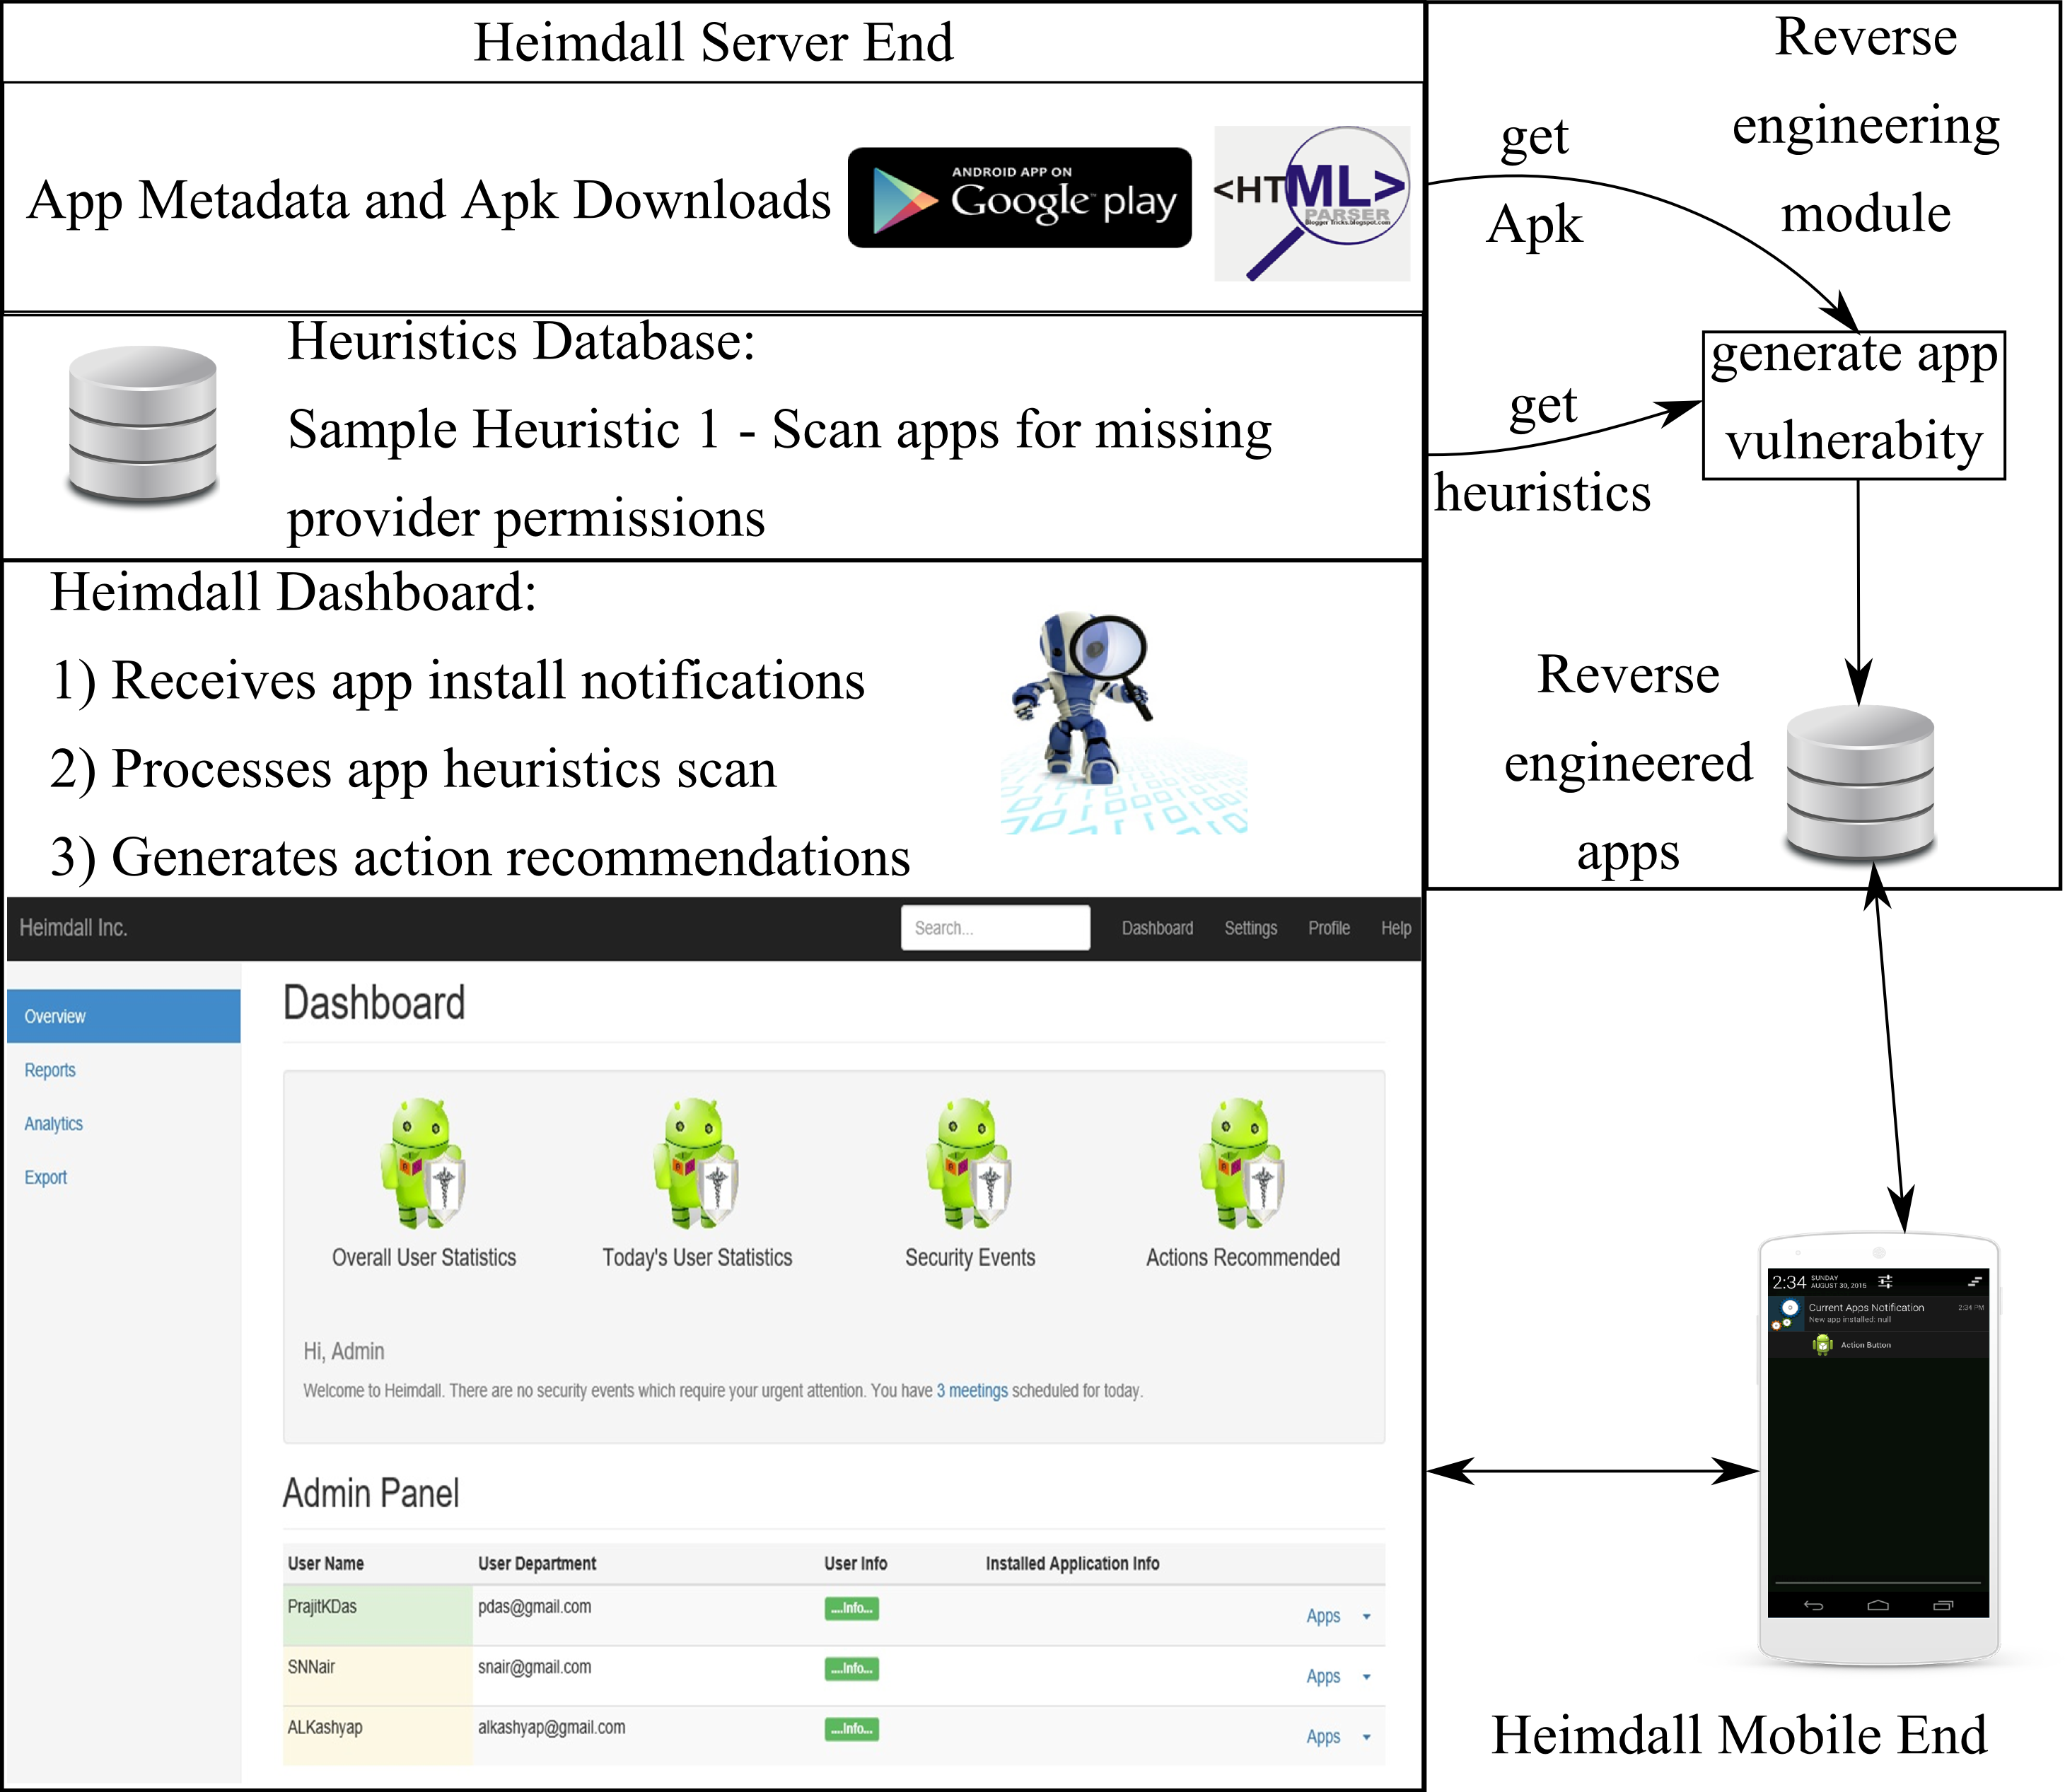 Heimdall Server End
App Metadata and Apk Downloads
ANDROID APP ON
Google play
<HTML>
PARSER
Blogger Tricks.blogspot.com
Heuristics Database:
Sample Heuristic 1 - Scan apps for missing
provider permissions
Heimdall Dashboard:
1) Receives app install notifications
2) Processes app heuristics scan
3) Generates action recommendations
Heimdall Inc.
Search...
Dashboard
Settings
Profile
Help
Overview
Reports
Analytics
Export
Dashboard
Overall User Statistics
Today's User Statistics
Security Events
Actions Recommended
Hi, Admin
Welcome to Heimdall. There are no security events which require your urgent attention. You have 3 meetings scheduled for today.
Admin Panel
User Name User Department User Info Installed Application Info
PrajitKDas pdas@gmail.com ....Info... Apps
SNNair snair@gmail.com ....Info... Apps
ALKashyap alkashyap@gmail.com ....Info... Apps
Reverse
engineering
module
get
Apk
get
heuristics
generate app
vulnerabity
Reverse
engineered
apps
2:34 SUNDAY
AUGUST 30, 2015
Current Apps Notification 2:34 PM
New app installed: null
Action Button
Heimdall Mobile End